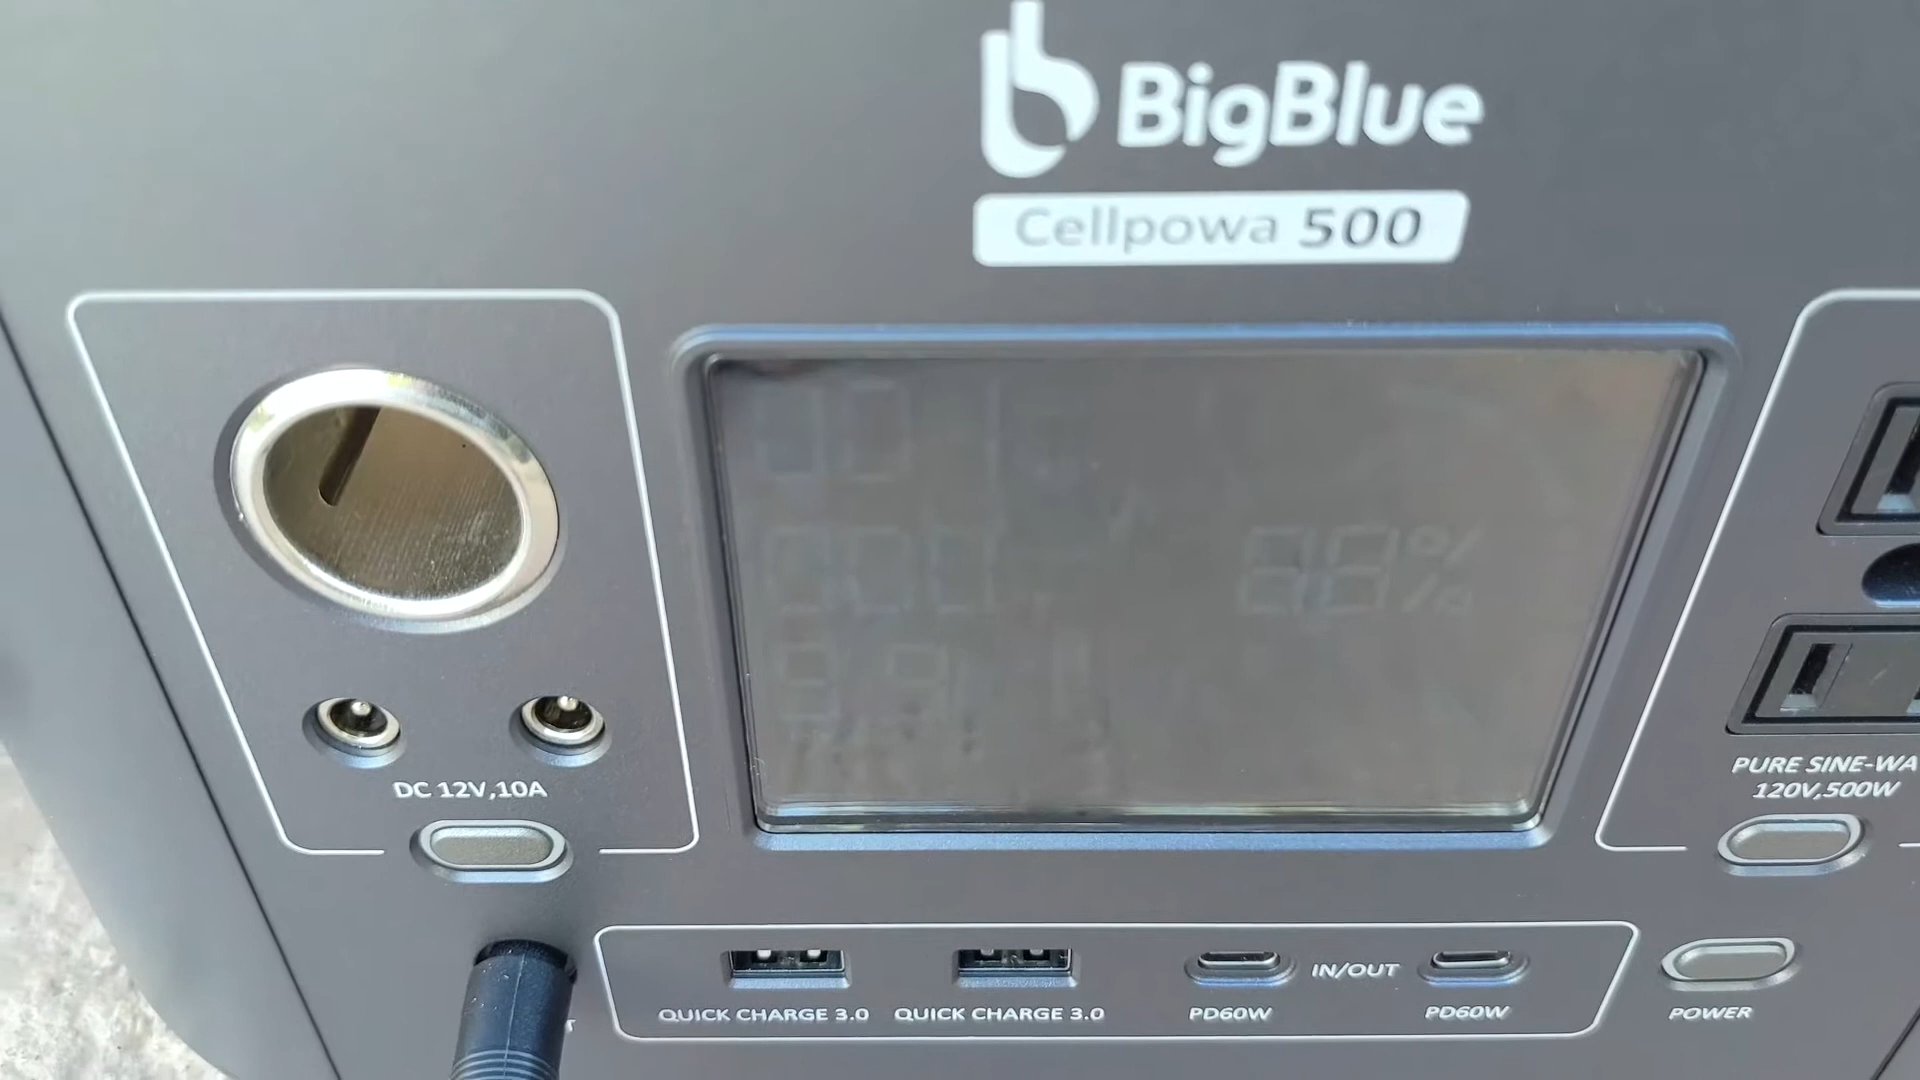 BigBlue
Cellpowa 500
88%
DC 12V,10A
PURE SINE-WA
120V,500W
QUICK CHARGE 3.0
QUICK CHARGE 3.0
PD60W
IN/OUT
PD60W
POWER